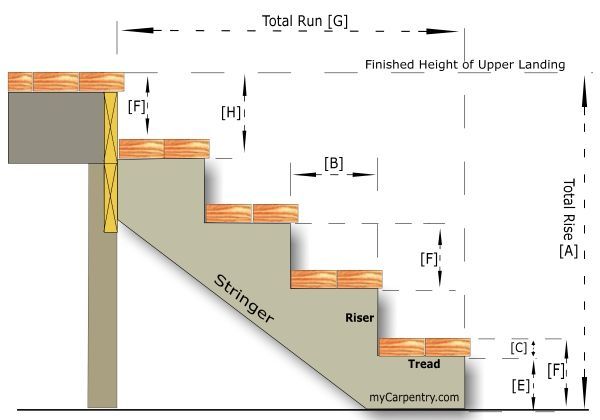 Total Run [G]
Finished Height of Upper Landing
[F]
[H]
[B]
Total Rise
[A]
[F]
Stringer
Riser
Tread
[C]
[E]
[F]
myCarpentry.com